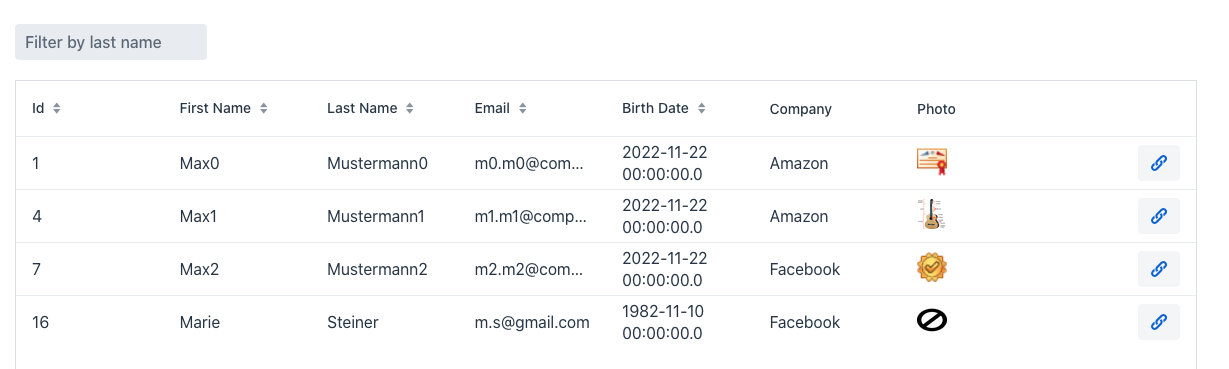 Filter by last name
Id First Name Last Name Email Birth Date Company Photo
1 Max0 Mustermann0 m0.m0@com... 2022-11-22 00:00:00.0 Amazon
4 Max1 Mustermann1 m1.m1@comp... 2022-11-22 00:00:00.0 Amazon
7 Max2 Mustermann2 m2.m2@com... 2022-11-22 00:00:00.0 Facebook
16 Marie Steiner m.s@gmail.com 1982-11-10 00:00:00.0 Facebook